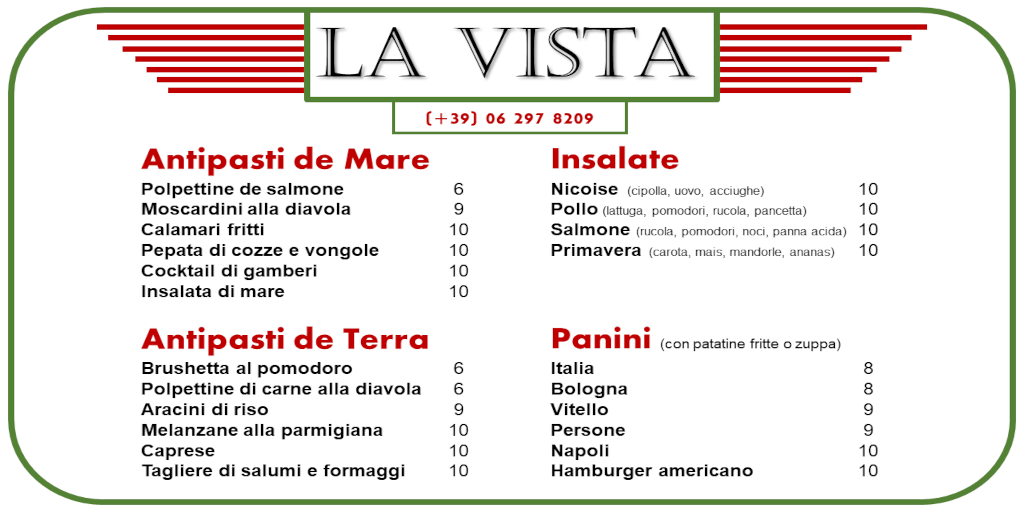 LA VISTA
(+39) 06 297 8209
Antipasti de Mare
Polpettine de salmone 6
Moscardini alla diavola 9
Calamari fritti 10
Pepata di cozze e vongole 10
Cocktail di gamberi 10
Insalata di mare 10
Antipasti de Terra
Brushetta al pomodoro 6
Polpettine di carne alla diavola 6
Aracini di riso 9
Melanzane alla parmigiana 10
Caprese 10
Tagliere di salumi e formaggi 10
Insalate
Nicoise (cipolla, uovo, acciughe) 10
Pollo (lattuga, pomodori, rucola, pancetta) 10
Salmone (rucola, pomodori, noci, panna acida) 10
Primavera (carota, mais, mandorle, ananas) 10
Panini (con patatine fritte o zuppa)
Italia 8
Bologna 8
Vitello 9
Persone 9
Napoli 10
Hamburger americano 10